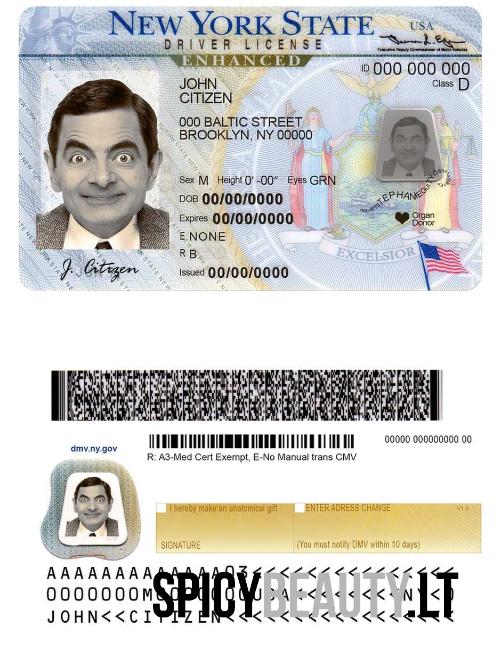 NEW YORK STATE
USA
DRIVER LICENSE
Executive Deputy Commissioner of Motor Vehicles
ENHANCED
ID 000 000 000
Class D
JOHN
CITIZEN
000 BALTIC STREET
BROOKLYN, NY 00000
Sex M Height 0' -00" Eyes GRN
DOB 00/00/0000
Expires 00/00/0000
E NONE
R B
Issued 00/00/0000
Organ
Donor
EXCELSIOR
J. Citizen
dmv.ny.gov
00000 000000000 00
R: A3-Med Cert Exempt, E-No Manual trans CMV
I hereby make an anatomical gift
ENTER ADRESS CHANGE
SIGNATURE
(You must notify DMV within 10 days)
SPICYBEAUTY.LT
JOHN<<CITIZEN<<<<<<<<<<<<<<<<<